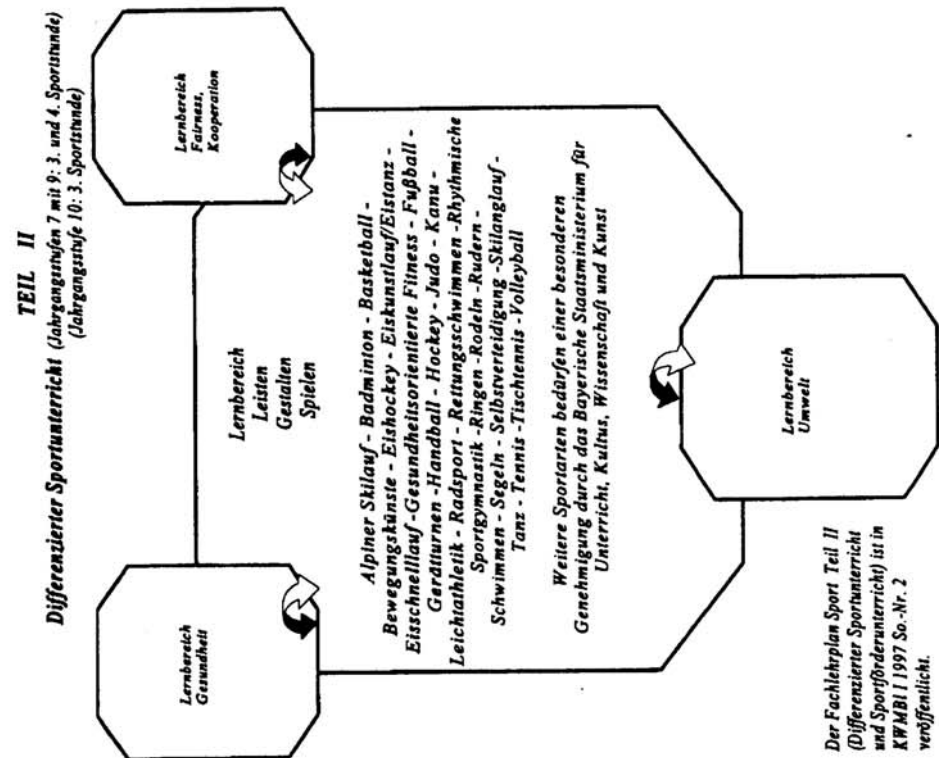 TEIL II
Differenzierter Sportunterricht (Jahrgangsstufen 7 mit 9: 3. und 4. Sportstunde)
(Jahrgangsstufe 10: 3. Sportstunde)
Lernbereich
Gesundheit
Lernbereich
Leisten
Gestalten
Spielen
Lernbereich
Fairness,
Kooperation
Alpiner Skilauf - Badminton - Basketball -
Bewegungskünste - Eishockey - Eiskunstlauf/Eistanz -
Eisschnelllauf -Gesundheitsorientierte Fitness - Fußball -
Gerätturnen -Handball - Hockey - Judo - Kanu -
Leichtathletik - Radsport - Rettungsschwimmen -Rhythmische
Sportgymnastik -Ringen -Rodeln -Rudern -
Schwimmen - Segeln - Selbstverteidigung -Skilanglauf -
Tanz - Tennis -Tischtennis -Volleyball
Weitere Sportarten bedürfen einer besonderen
Genehmigung durch das Bayerische Staatsministerium für
Unterricht, Kultus, Wissenschaft und Kunst
Lernbereich
Umwelt
Der Fachlehrplan Sport Teil II
(Differenzierter Sportunterricht
und Sportförderunterricht) ist in
KWMBl I 1997 So.-Nr. 2
veröffentlicht.